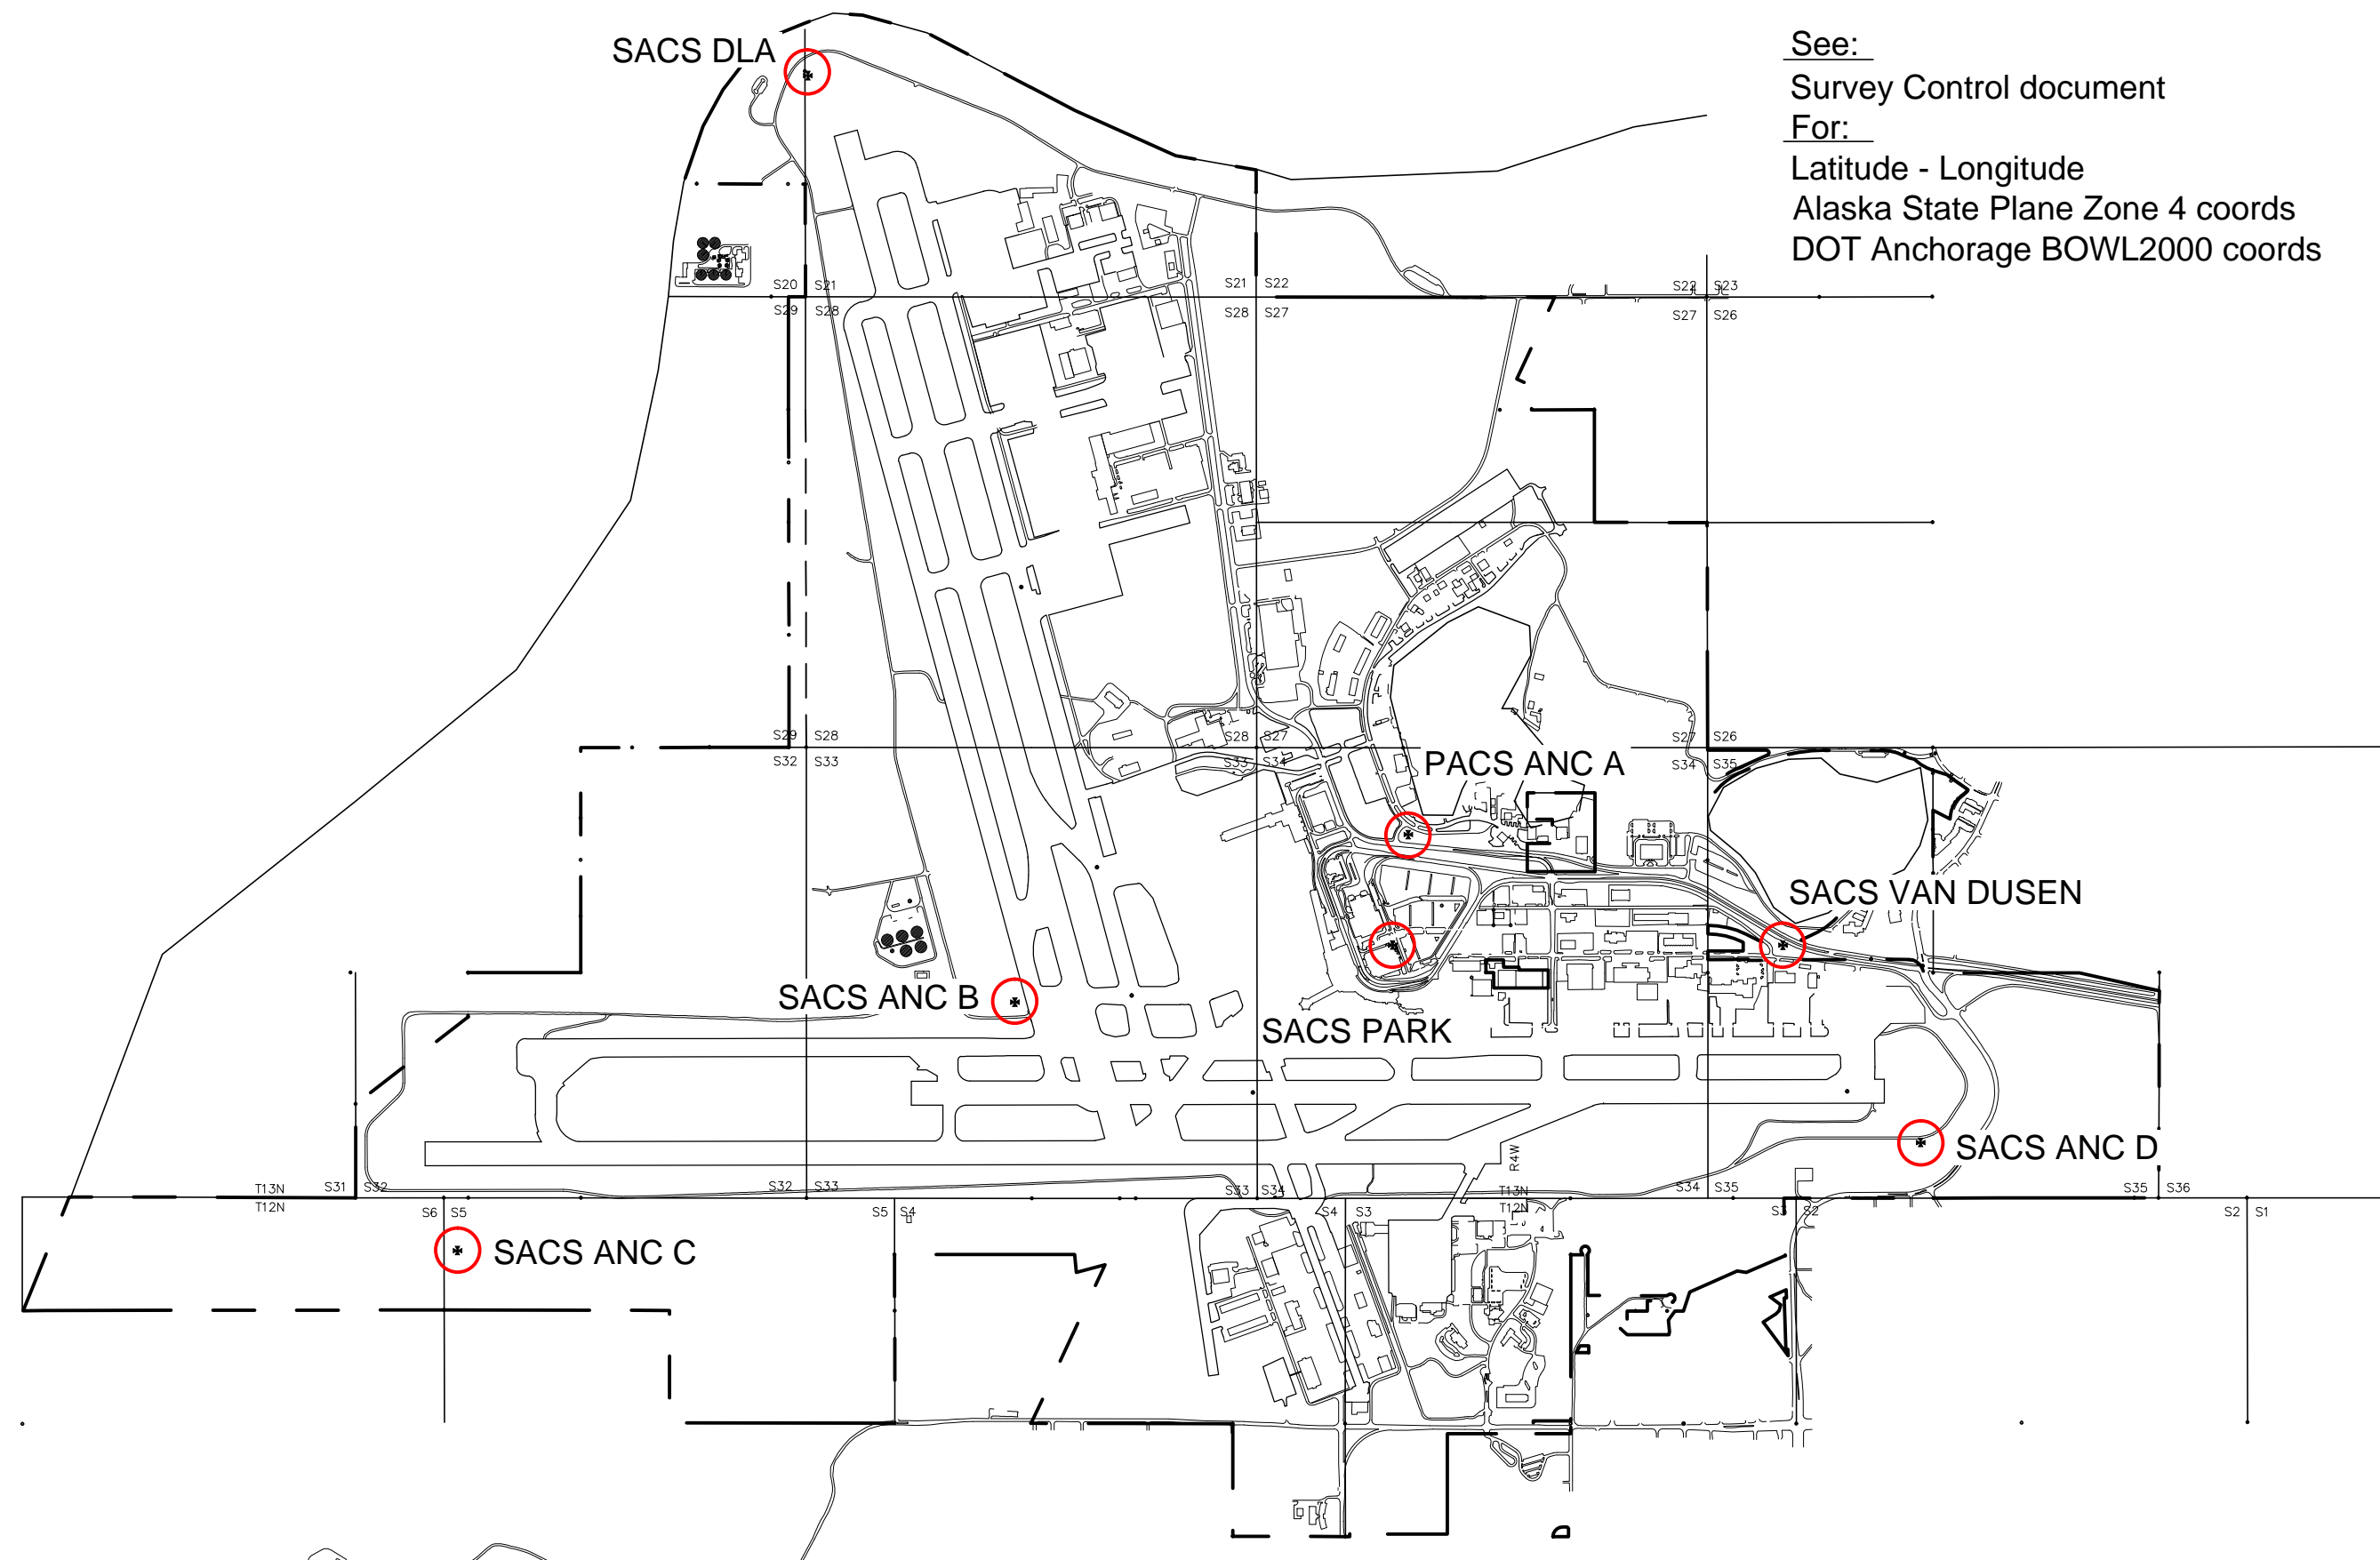 SACS DLA
See:
Survey Control document
For:
Latitude - Longitude
Alaska State Plane Zone 4 coords
DOT Anchorage BOWL2000 coords
S20 S21
S21 S22
S22 S23
S29 S28
S28 S27
S27 S26
S29 S28
S28 S27
S27 S26
S32 S33
S33 S34
S34 S35
PACS ANC A
SACS VAN DUSEN
SACS ANC B
SACS PARK
R4W
SACS ANC D
T13N
S31 S32
S32 S33
S33 S34
T13N
S34 S35
S35 S36
T12N
S6 S5
S5 S4
S4 S3
T12N
S3 S2
S2 S1
SACS ANC C